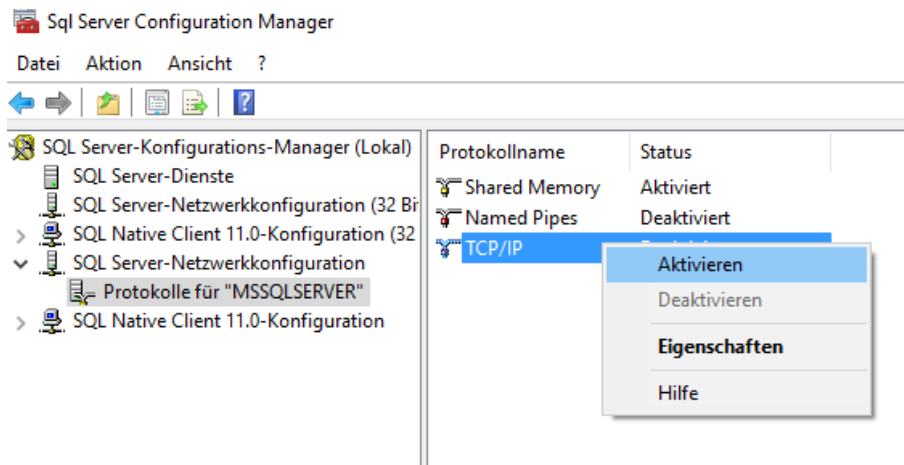 Sql Server Configuration Manager
Datei Aktion Ansicht ?
SQL Server-Konfigurations-Manager (Lokal)
SQL Server-Dienste
SQL Server-Netzwerkkonfiguration (32 Bi
SQL Native Client 11.0-Konfiguration (32
SQL Server-Netzwerkkonfiguration
Protokolle für "MSSQLSERVER"
SQL Native Client 11.0-Konfiguration
Protokollname Status
Shared Memory Aktiviert
Named Pipes Deaktiviert
TCP/IP
Aktivieren
Deaktivieren
Eigenschaften
Hilfe